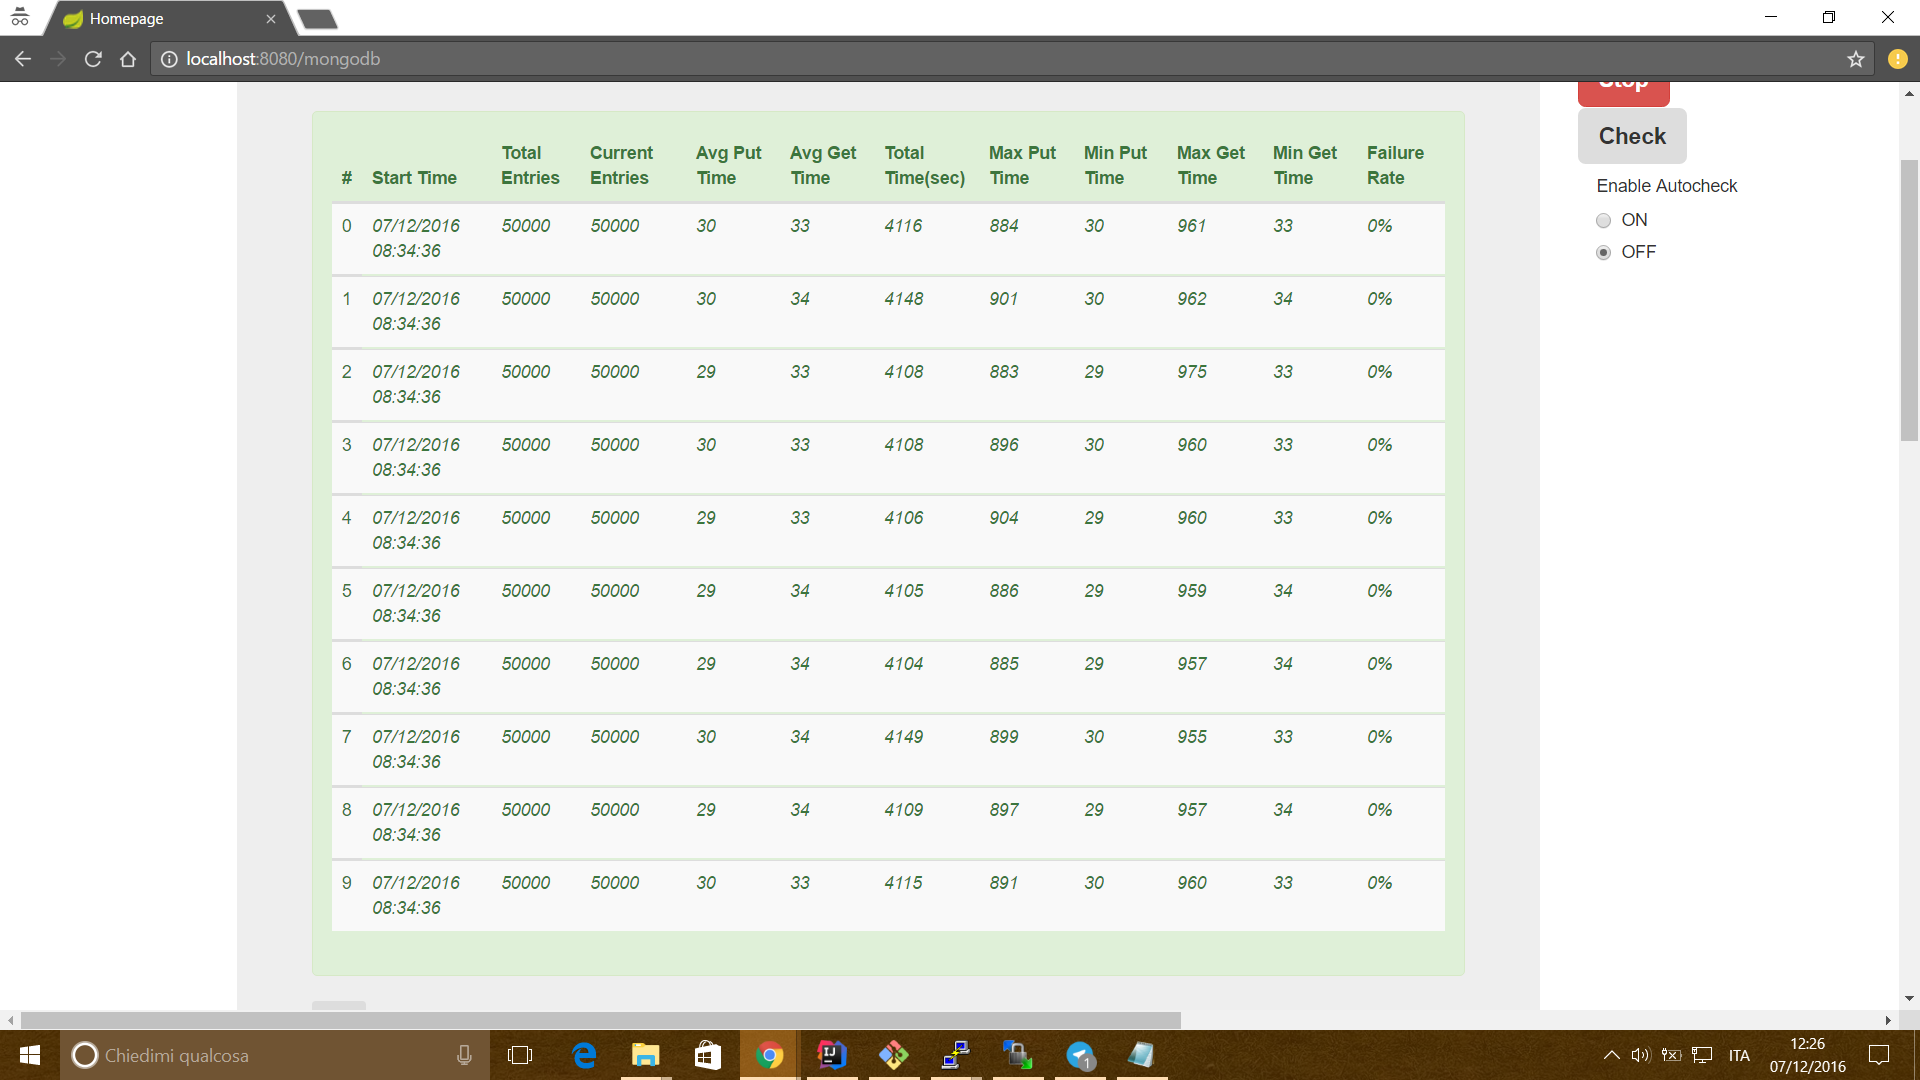 Homepage
localhost:8080/mongodb
Stop
Check
Enable Autocheck
ON
OFF
# Start Time Total Entries Current Entries Avg Put Time Avg Get Time Total Time(sec) Max Put Time Min Put Time Max Get Time Min Get Time Failure Rate
0 07/12/2016 08:34:36 50000 50000 30 33 4116 884 30 961 33 0%
1 07/12/2016 08:34:36 50000 50000 30 34 4148 901 30 962 34 0%
2 07/12/2016 08:34:36 50000 50000 29 33 4108 883 29 975 33 0%
3 07/12/2016 08:34:36 50000 50000 30 33 4108 896 30 960 33 0%
4 07/12/2016 08:34:36 50000 50000 29 33 4106 904 29 960 33 0%
5 07/12/2016 08:34:36 50000 50000 29 34 4105 886 29 959 34 0%
6 07/12/2016 08:34:36 50000 50000 29 34 4104 885 29 957 34 0%
7 07/12/2016 08:34:36 50000 50000 30 34 4149 899 30 955 33 0%
8 07/12/2016 08:34:36 50000 50000 29 34 4109 897 29 957 34 0%
9 07/12/2016 08:34:36 50000 50000 30 33 4115 891 30 960 33 0%
Chiedimi qualcosa
1
ITA
12:26
07/12/2016